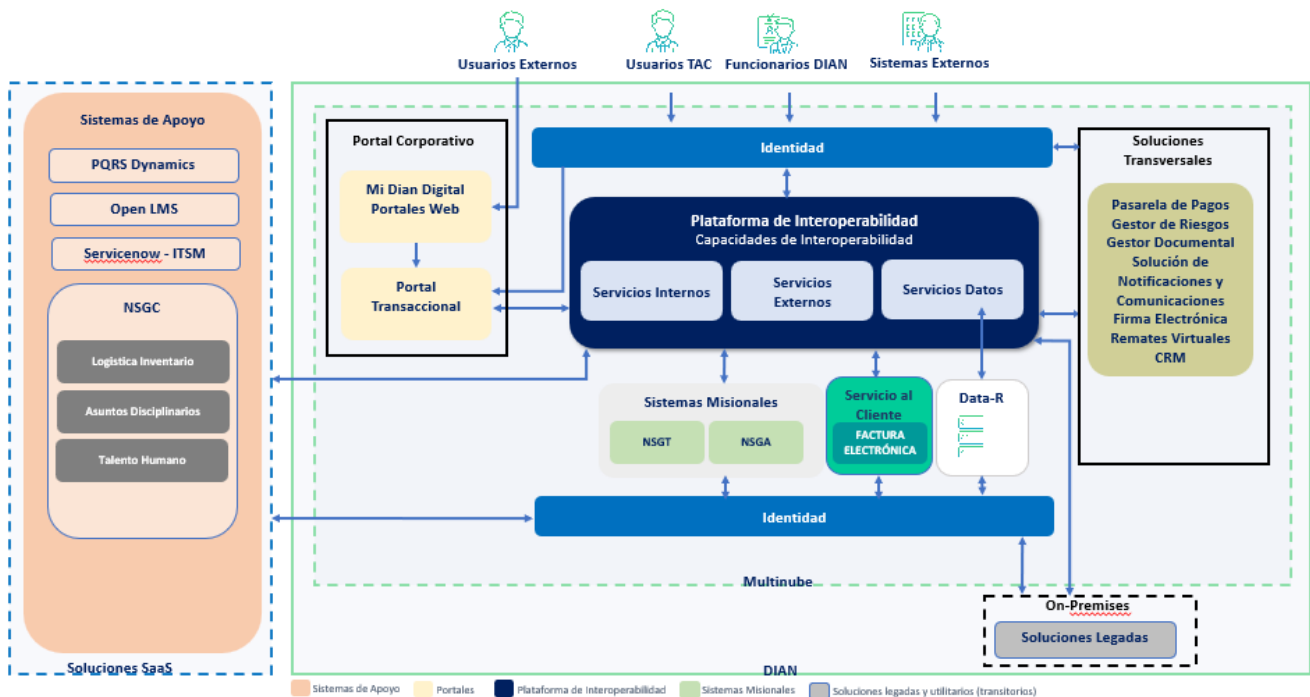 Usuarios Externos
Usuarios TAC
Funcionarios DIAN
Sistemas Externos
Sistemas de Apoyo
PQRS Dynamics
Open LMS
Servicenow - ITSM
NSGC
Logistica Inventario
Asuntos Disciplinarios
Talento Humano
Soluciones SaaS
Portal Corporativo
Mi Dian Digital
Portales Web
Portal
Transaccional
Identidad
Plataforma de Interoperabilidad
Capacidades de Interoperabilidad
Servicios Internos
Servicios
Externos
Servicios Datos
Soluciones
Transversales
Pasarela de Pagos
Gestor de Riesgos
Gestor Documental
Solución de
Notificaciones y
Comunicaciones
Firma Electrónica
Remates Virtuales
CRM
Sistemas Misionales
NSGT
NSGA
Servicio al
Cliente
FACTURA
ELECTRÓNICA
Data-R
Identidad
Multinube
On-Premises
Soluciones Legadas
DIAN
Sistemas de Apoyo
Portales
Plataforma de Interoperabilidad
Sistemas Misionales
Soluciones legadas y utilitarios (transitorios)